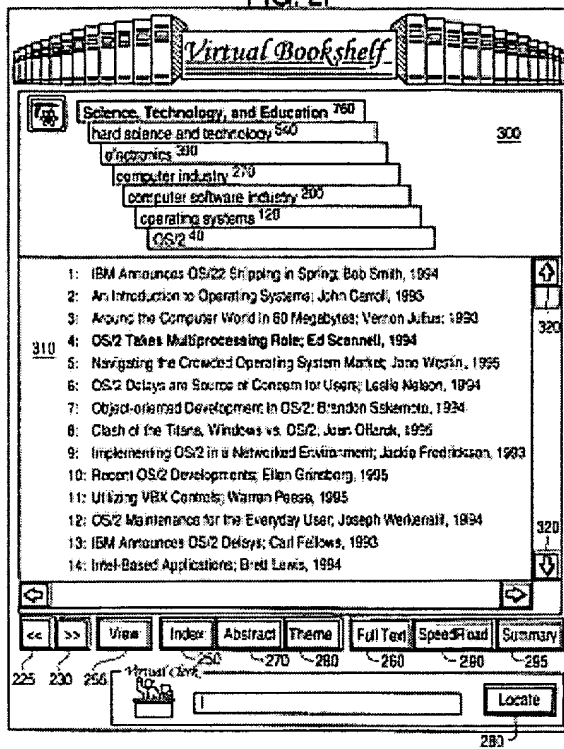 FIG. 2F
Virtual Bookshelf
Science, Technology, and Education 760
hard science and technology 540
electronics 390
computer industry 270
computer software industry 200
operating systems 120
OS/2 40
300
1: IBM Announces OS/22 Shipping in Spring; Bob Smith, 1994
2: An Introduction to Operating Systems; John Carroll, 1995
3: Around the Computer World in 60 Megabytes; Vernon Julius; 1993
4: OS/2 Takes Multiprocessing Role; Ed Scannell, 1994
5: Navigating the Crowded Operating System Market; Jane Westin, 1995
6: OS/2 Delays are Source of Concern for Users; Leslie Nelson, 1994
7: Object-oriented Development in OS/2; Brandon Sakamoto, 1994
8: Clash of the Titans, Windows vs. OS/2; Joan 1995
9: Implementing OS/2 in a Networked Environment; Jackie Fredrickson, 1993
10: Recent OS/2 Developments; Ellen Grinsberg, 1995
11: Utilizing VBX Controls; Warren Pease, 1995
12: OS/2 Maintenance for the Everyday User; Joseph 1994
13: IBM Announces OS/2 Delays; Carl Fellows, 1993
14: Intel-Based Applications; Brett Lewis, 1994
310
320
320
<< >> View Index Abstract Theme Full Text SpeedRead Summary
225 230 256 250 270 280 260 290 295
Virtual Clerk
Locate
280